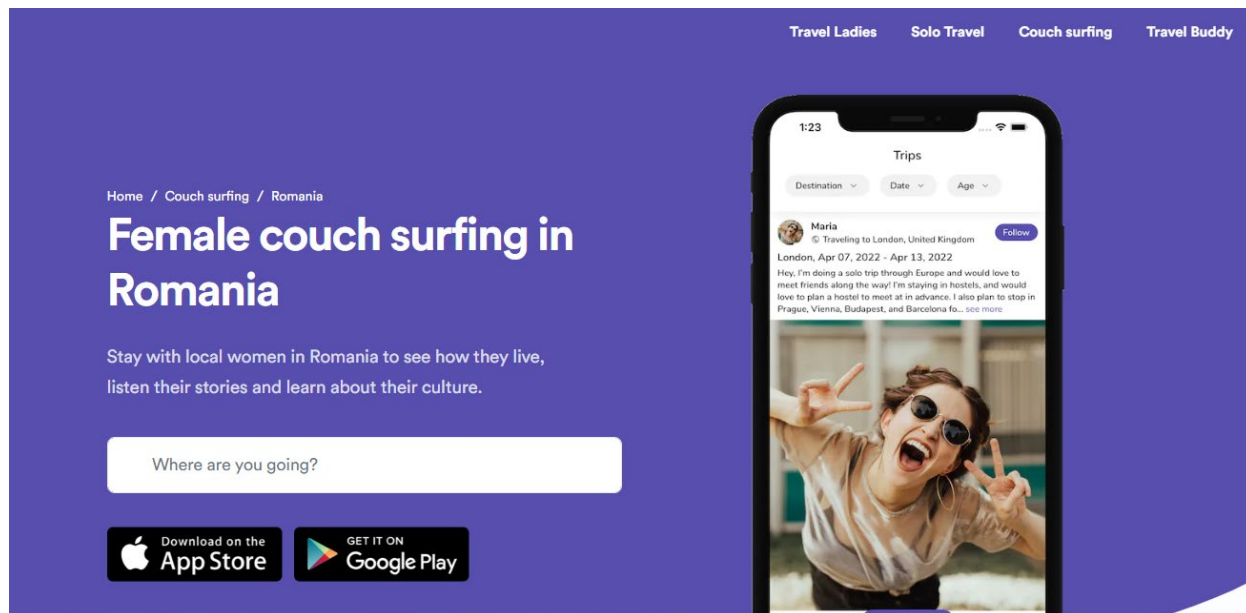 Travel Ladies Solo Travel Couch surfing Travel Buddy
Home / Couch surfing / Romania
Female couch surfing in
Romania
Stay with local women in Romania to see how they live,
listen their stories and learn about their culture.
Where are you going?
Download on the
App Store
GET IT ON
Google Play
1:23
Trips
Destination Date Age
Maria
Traveling to London, United Kingdom
Follow
London, Apr 07, 2022 - Apr 13, 2022
Hey, I'm doing a solo trip through Europe and would love to
meet friends along the way! I'm staying in hostels, and would
love to plan a hostel to meet at in advance. I also plan to stop in
Prague, Vienna, Budapest, and Barcelona fo... see more